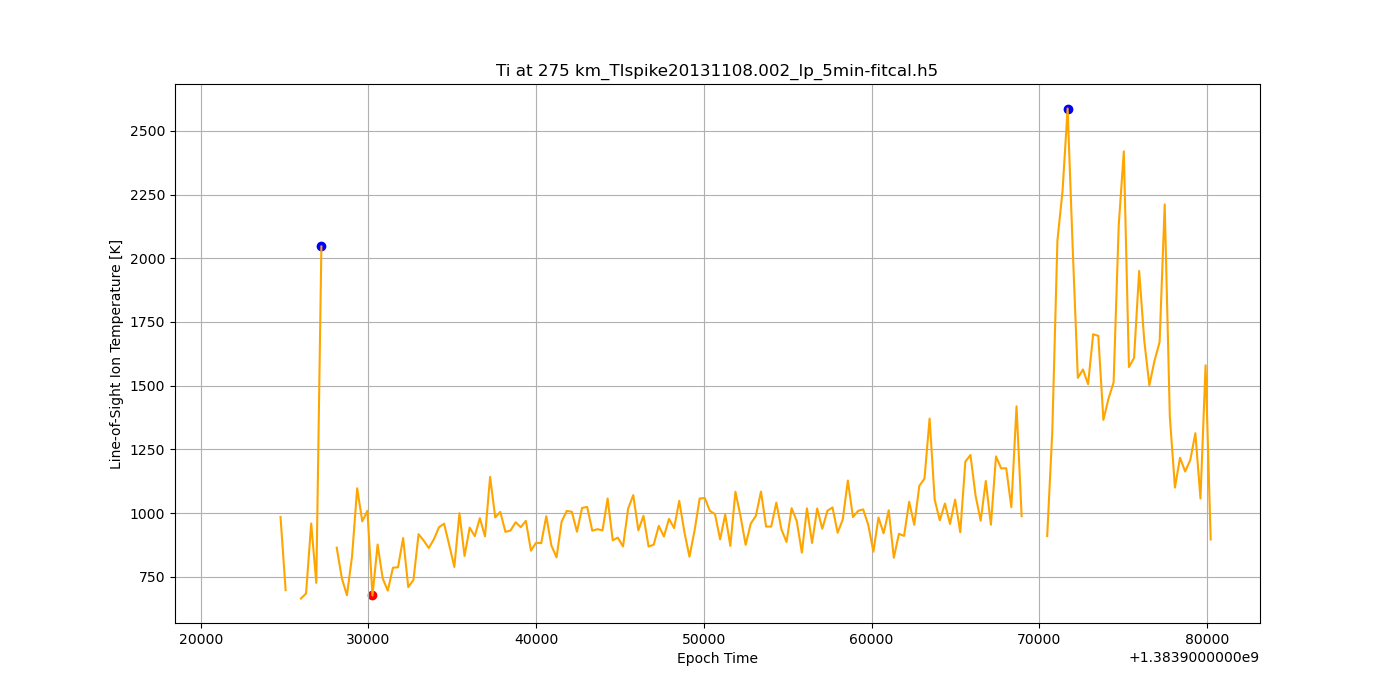 Ti at 275 km_TIspike20131108.002_lp_5min-fitcal.h5
Line-of-Sight Ion Temperature [K]
2500
2250
2000
1750
1500
1250
1000
750
20000 30000 40000 50000 60000 70000 80000
Epoch Time
+1.3839000000e9